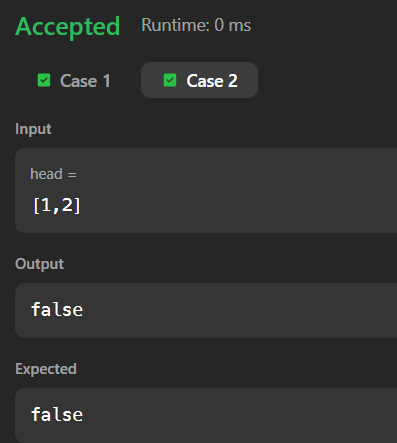 Accepted Runtime: 0 ms
Case 1 Case 2
Input
head =
[1,2]
Output
false
Expected
false